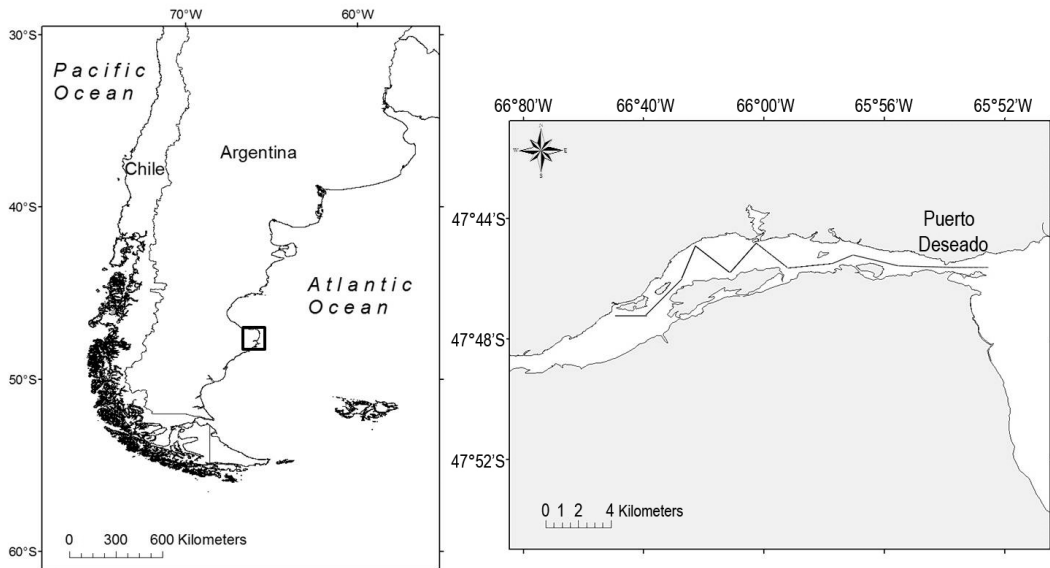 70°W 60°W
30°S
Pacific
Ocean
Argentina
Chile
40°S
Atlantic
Ocean
50°S
0 300 600 Kilometers
60°S
66°80'W 66°40'W 66°00'W 65°56'W 65°52'W
N
W E
S
47°44'S
Puerto
Deseado
47°48'S
47°52'S
0 1 2 4 Kilometers